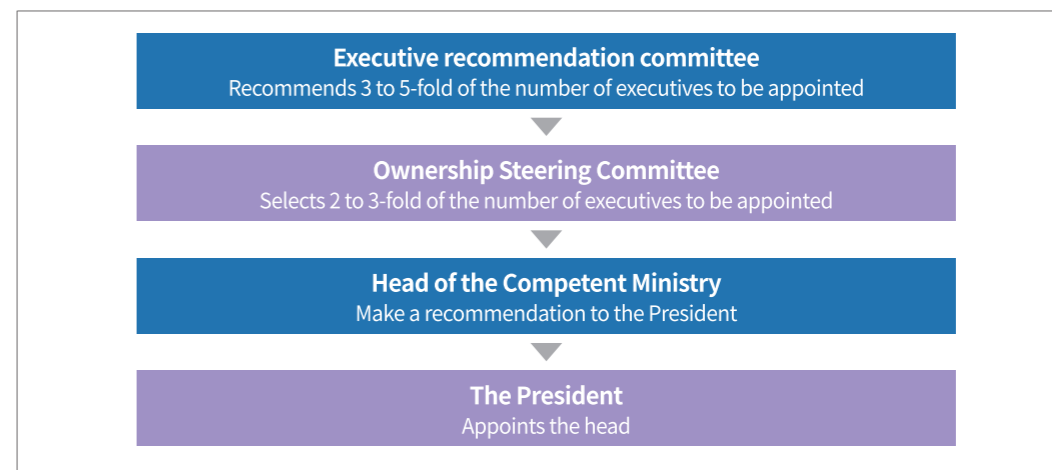 Executive recommendation committee
Recommends 3 to 5-fold of the number of executives to be appointed
Ownership Steering Committee
Selects 2 to 3-fold of the number of executives to be appointed
Head of the Competent Ministry
Make a recommendation to the President
The President
Appoints the head